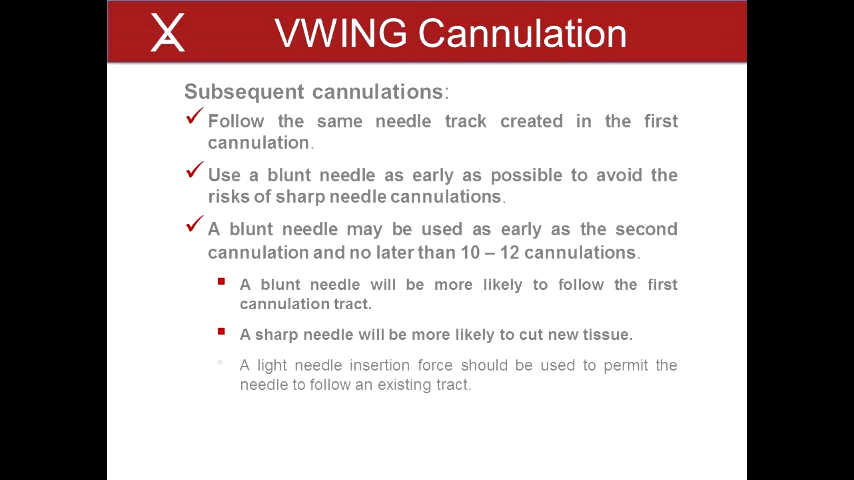 VWING Cannulation
Subsequent cannulations:
Follow the same needle track created in the first
cannulation.
Use a blunt needle as early as possible to avoid the
risks of sharp needle cannulations.
A blunt needle may be used as early as the second
cannulation and no later than 10 – 12 cannulations.
A blunt needle will be more likely to follow the first
cannulation tract.
A sharp needle will be more likely to cut new tissue.
A light needle insertion force should be used to permit the
needle to follow an existing tract.